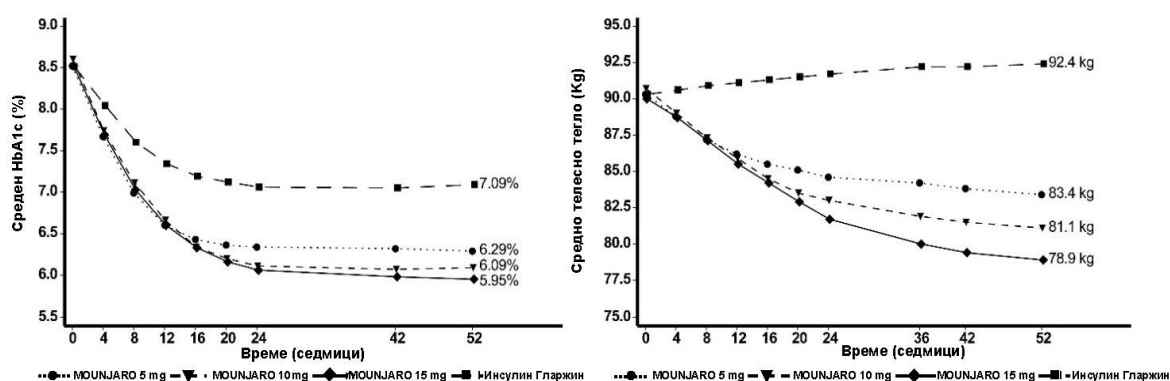 Среден HbA1c (%)
9.0
8.5
8.0
7.5
7.0
6.5
6.0
5.5
7.09%
6.29%
6.09%
5.95%
0 4 8 12 16 20 24 42 52
Време (седмици)
MOUNJARO 5 mg MOUNJARO 10 mg MOUNJARO 15 mg Инсулин Гларжин
Средно телесно тегло (Kg)
95.0
92.5
90.0
87.5
85.0
82.5
80.0
77.5
75.0
92.4 kg
83.4 kg
81.1 kg
78.9 kg
0 4 8 12 16 20 24 36 42 52
Време (седмици)
MOUNJARO 5 mg MOUNJARO 10 mg MOUNJARO 15 mg Инсулин Гларжин